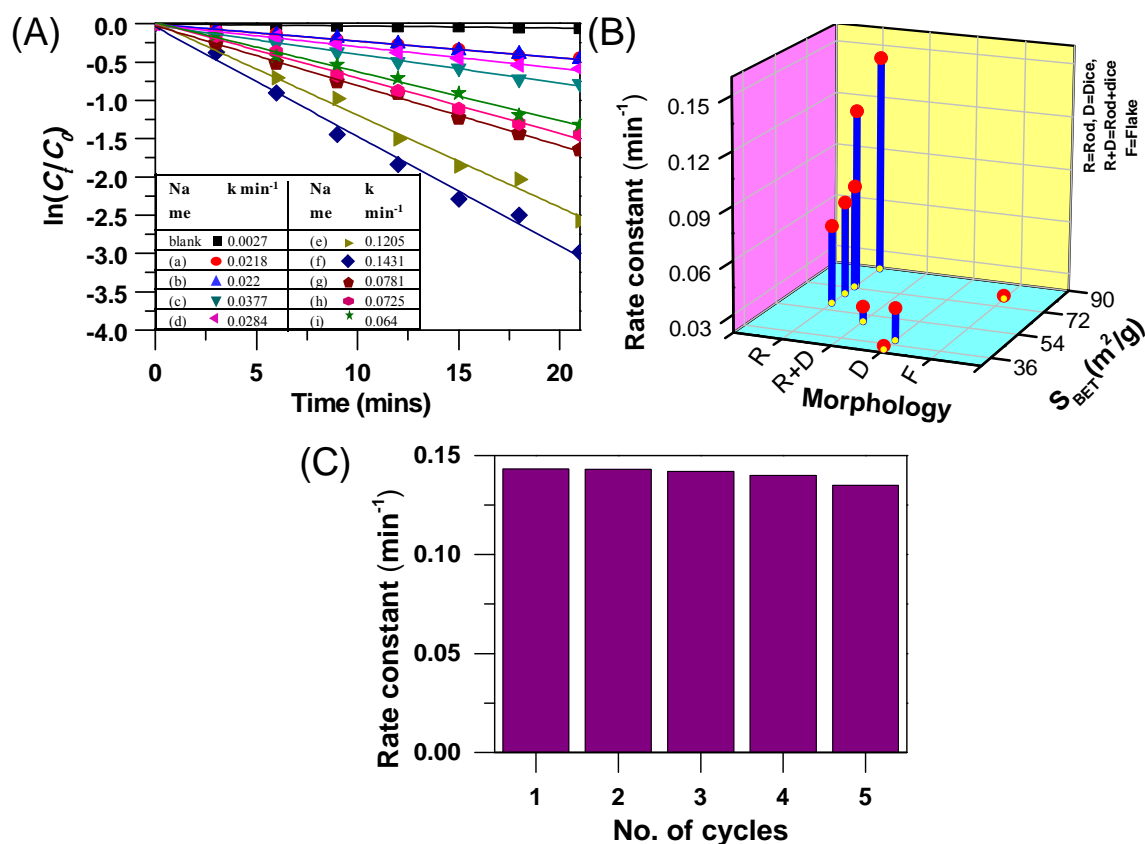 (A)
0.0
-0.5
-1.0
-1.5
-2.0
-2.5
-3.0
-3.5
-4.0
ln(Ct/C0)
Na me k min-1 Na me k min-1
blank 0.0027 (e) 0.1205
(a) 0.0218 (f) 0.1431
(b) 0.022 (g) 0.0781
(c) 0.0377 (h) 0.0725
(d) 0.0284 (i) 0.064
0 5 10 15 20
Time (mins)
(B)
0.15
0.12
0.09
0.06
0.03
Rate constant (min-1)
R=Rod, D=Dice,
R+D=Rod+dice
F=Flake
R
R+D
D
F
Morphology
90
72
54
36
SBET(m2/g)
(C)
0.15
0.10
0.05
0.00
Rate constant (min-1)
1 2 3 4 5
No. of cycles